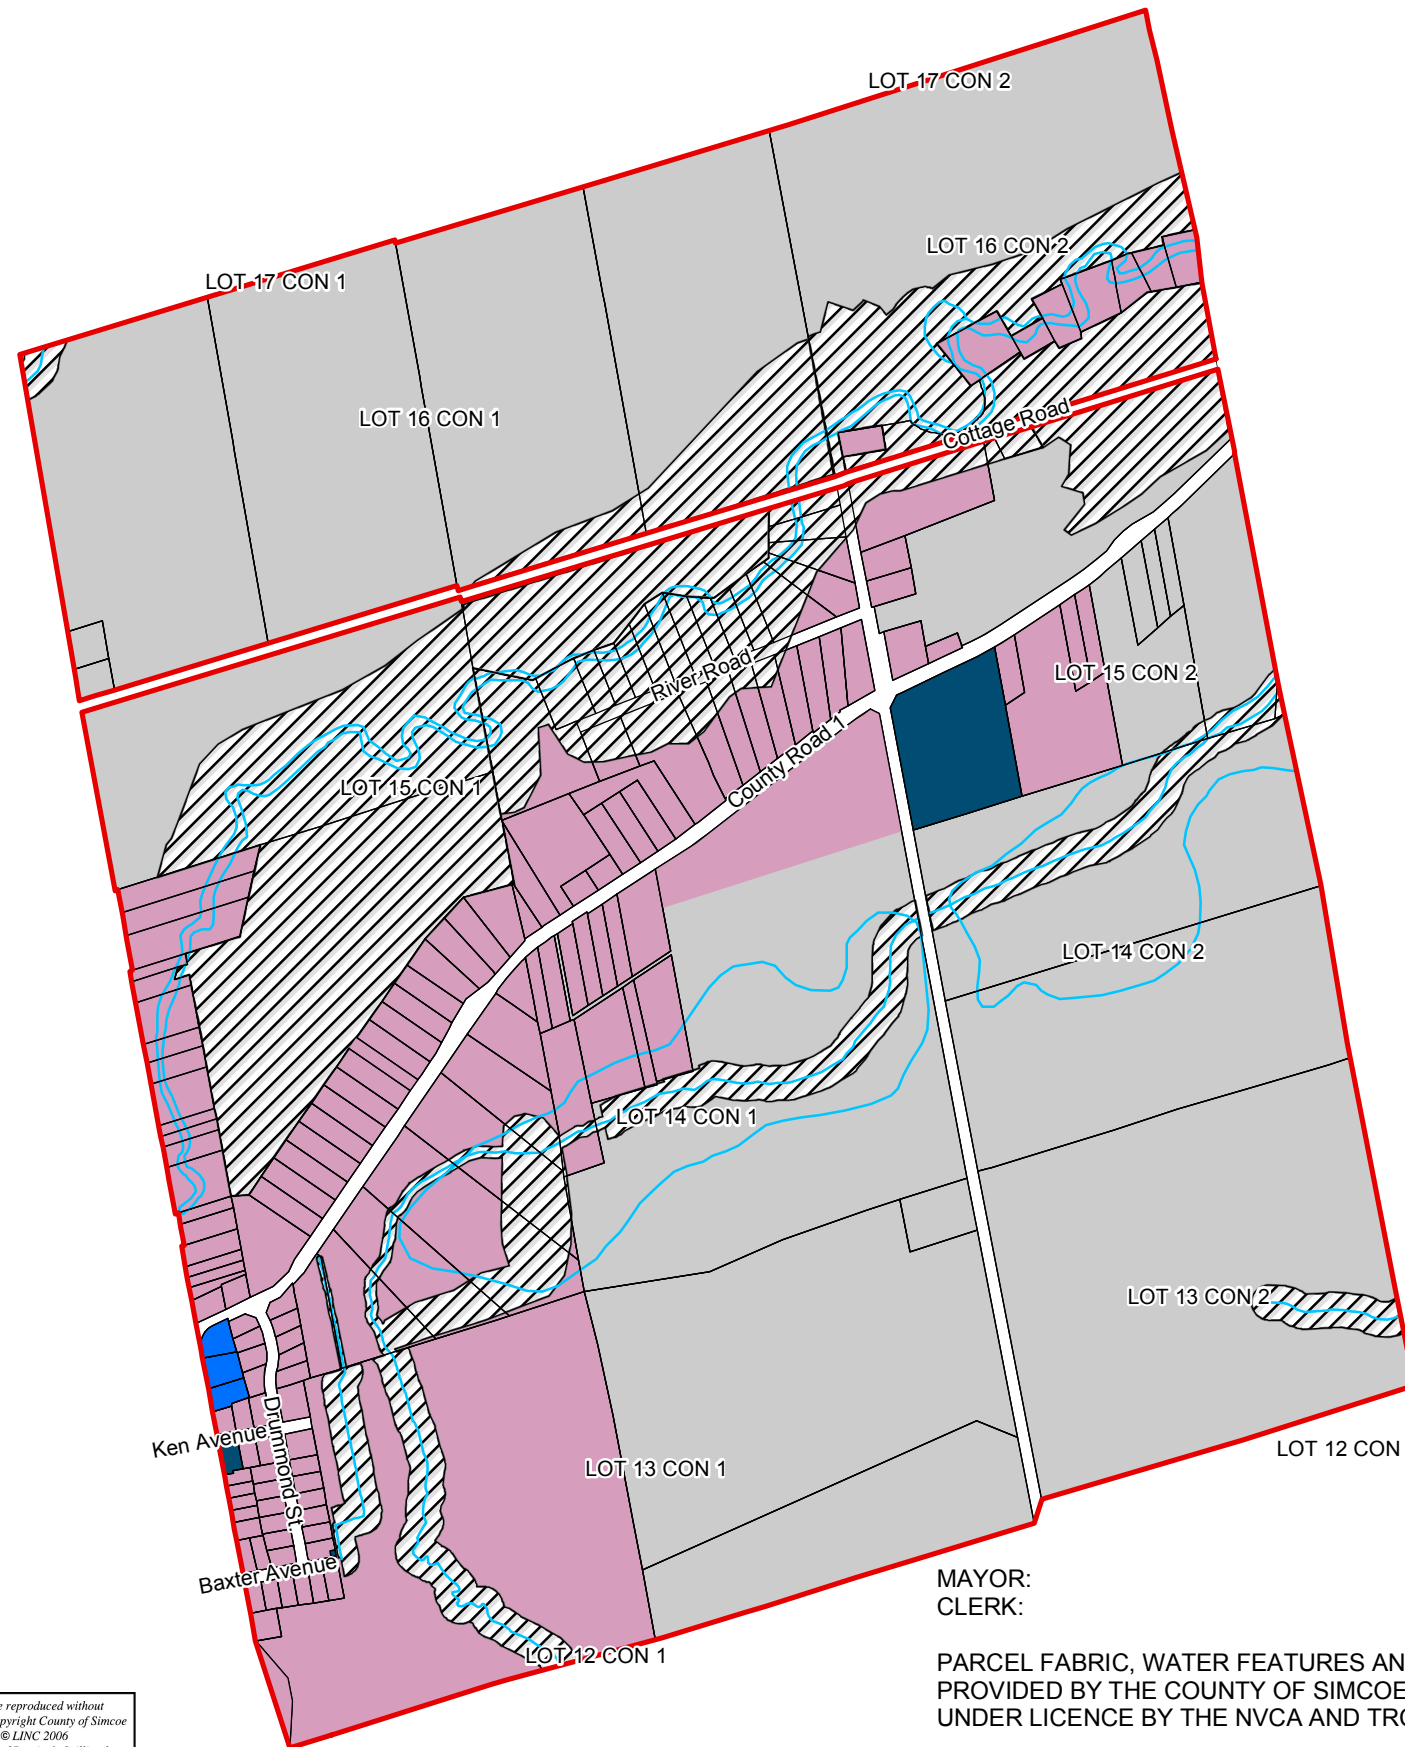 LOT 17 CON 2
LOT 16 CON 2
LOT 17 CON 1
LOT 16 CON 1
Cottage Road
River Road
LOT 15 CON 2
County Road 1
LOT 15 CON 1
LOT 14 CON 2
LOT 14 CON 1
LOT 13 CON 2
Drummond St.
Ken Avenue
LOT 12 CON
LOT 13 CON 1
Baxter Avenue
MAYOR:
CLERK:
LOT 12 CON 1
PARCEL FABRIC, WATER FEATURES AN
PROVIDED BY THE COUNTY OF SIMCOE
UNDER LICENCE BY THE NVCA AND TRO
e reproduced without
pyright County of Simcoe
© LINC 2006